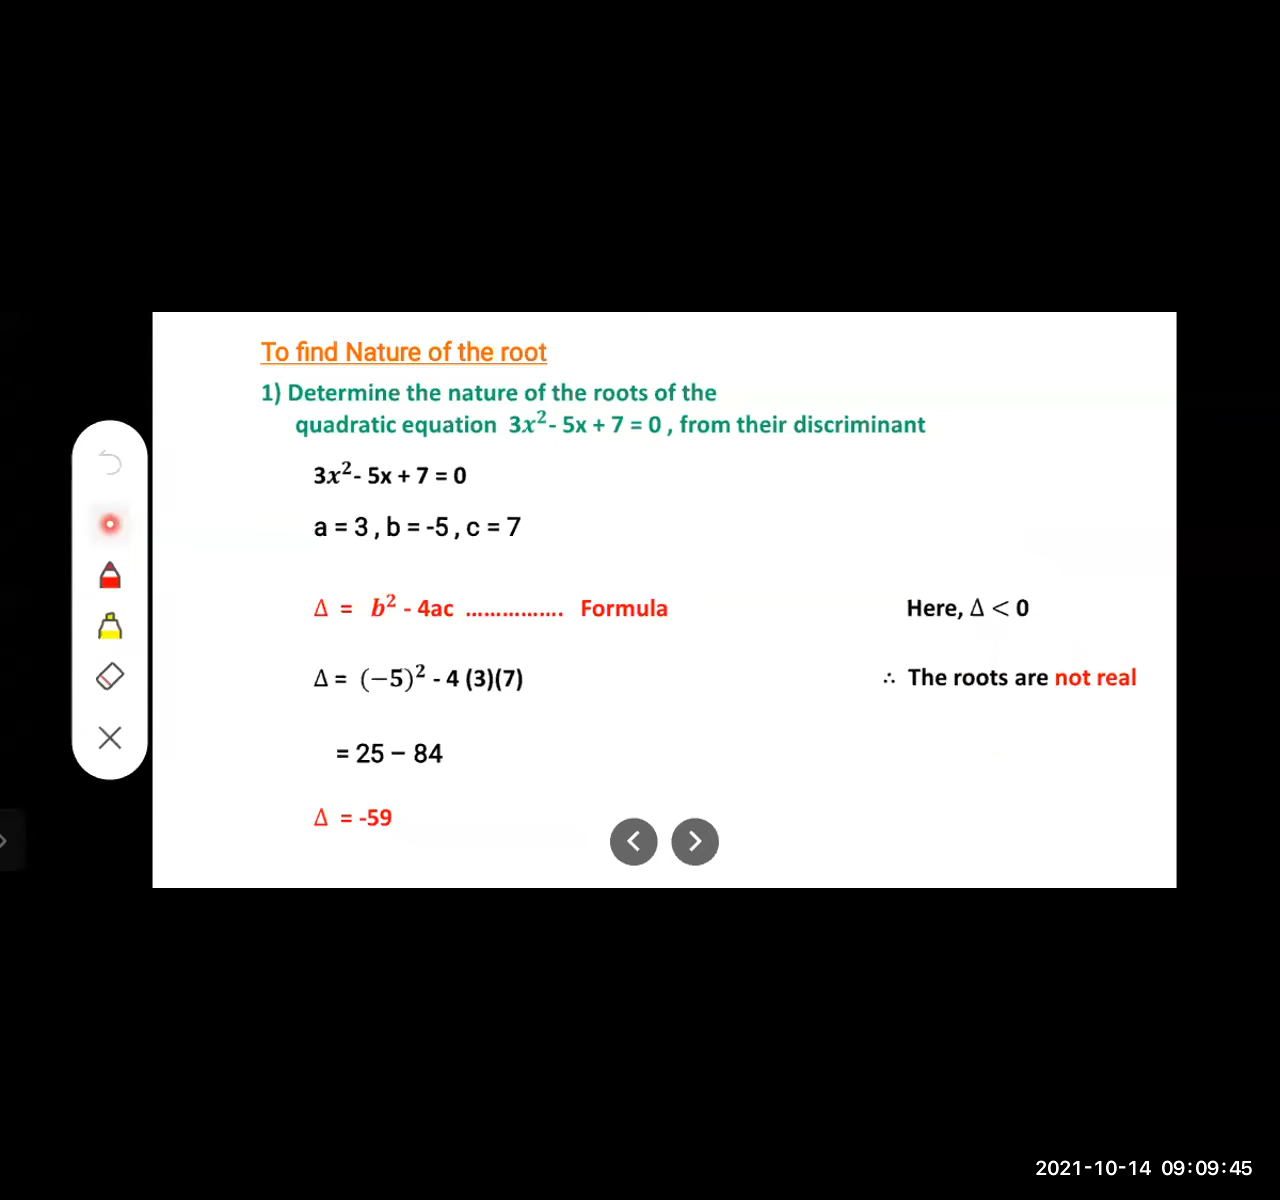 To find Nature of the root
1) Determine the nature of the roots of the
quadratic equation 3x²- 5x + 7 = 0 , from their discriminant
3x²- 5x + 7 = 0
a = 3 , b = -5 , c = 7
Δ = b² - 4ac ................ Formula
Here, Δ < 0
Δ = (−5)² - 4 (3)(7)
∴ The roots are not real
= 25 – 84
Δ = -59
2021-10-14 09:09:45